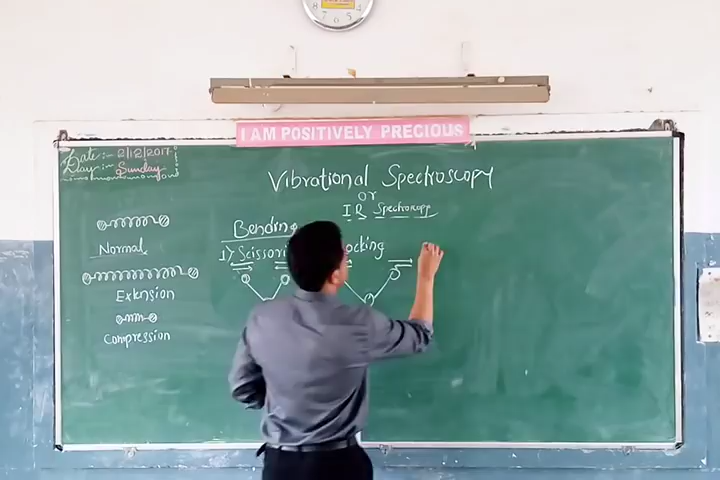 I AM POSITIVELY PRECIOUS
Date :- 2/12/2017
Day :- Sunday
Vibrational Spectroscopy
or
IR Spectroscopy
Normal
Extension
Compression
Bending
1) Scissori
ocking